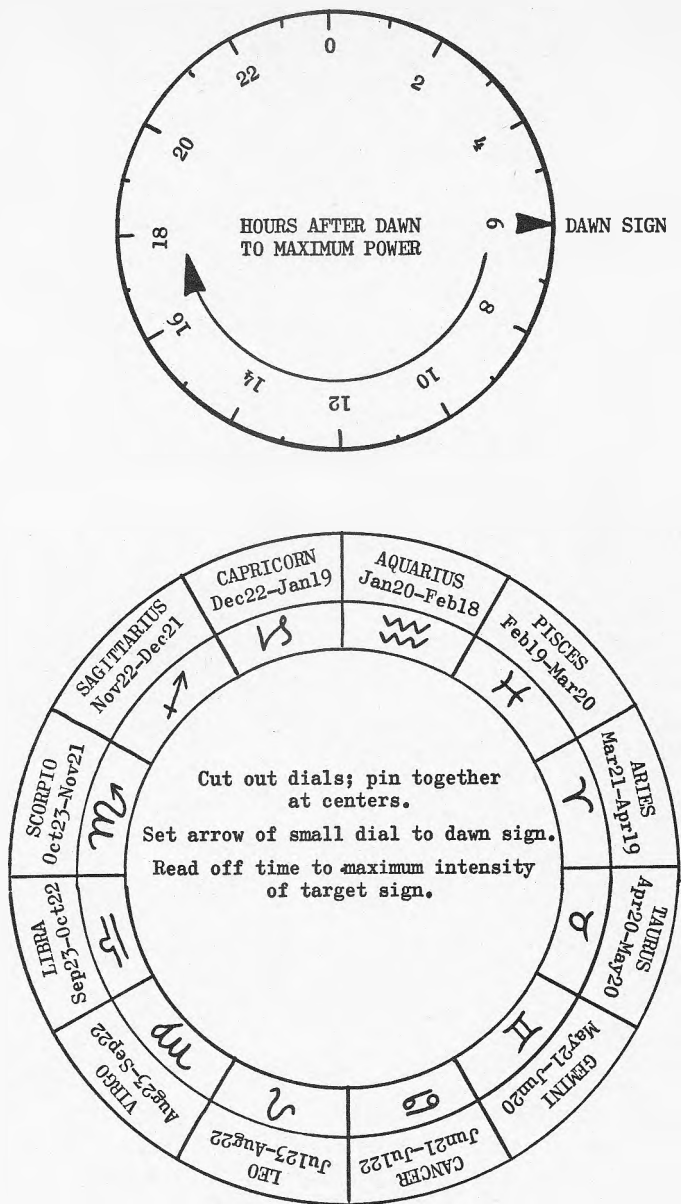 0
2
4
6
8
10
12
14
16
18
20
22
HOURS AFTER DAWN
TO MAXIMUM POWER
DAWN SIGN
CAPRICORN
Dec22-Jan19
AQUARIUS
Jan20-Feb18
PISCES
Feb19-Mar20
ARIES
Mar21-Apr19
TAURUS
Apr20-May20
GEMINI
May21-Jun20
CANCER
Jun21-Jul22
LEO
Jul23-Aug22
VIRGO
Aug23-Sep22
LIBRA
Sep23-Oct22
SCORPIO
Oct23-Nov21
SAGITTARIUS
Nov22-Dec21
♑
♒
♓
♈
♉
♊
♋
♌
♍
♎
♏
♐
Cut out dials; pin together
at centers.
Set arrow of small dial to dawn sign.
Read off time to maximum intensity
of target sign.